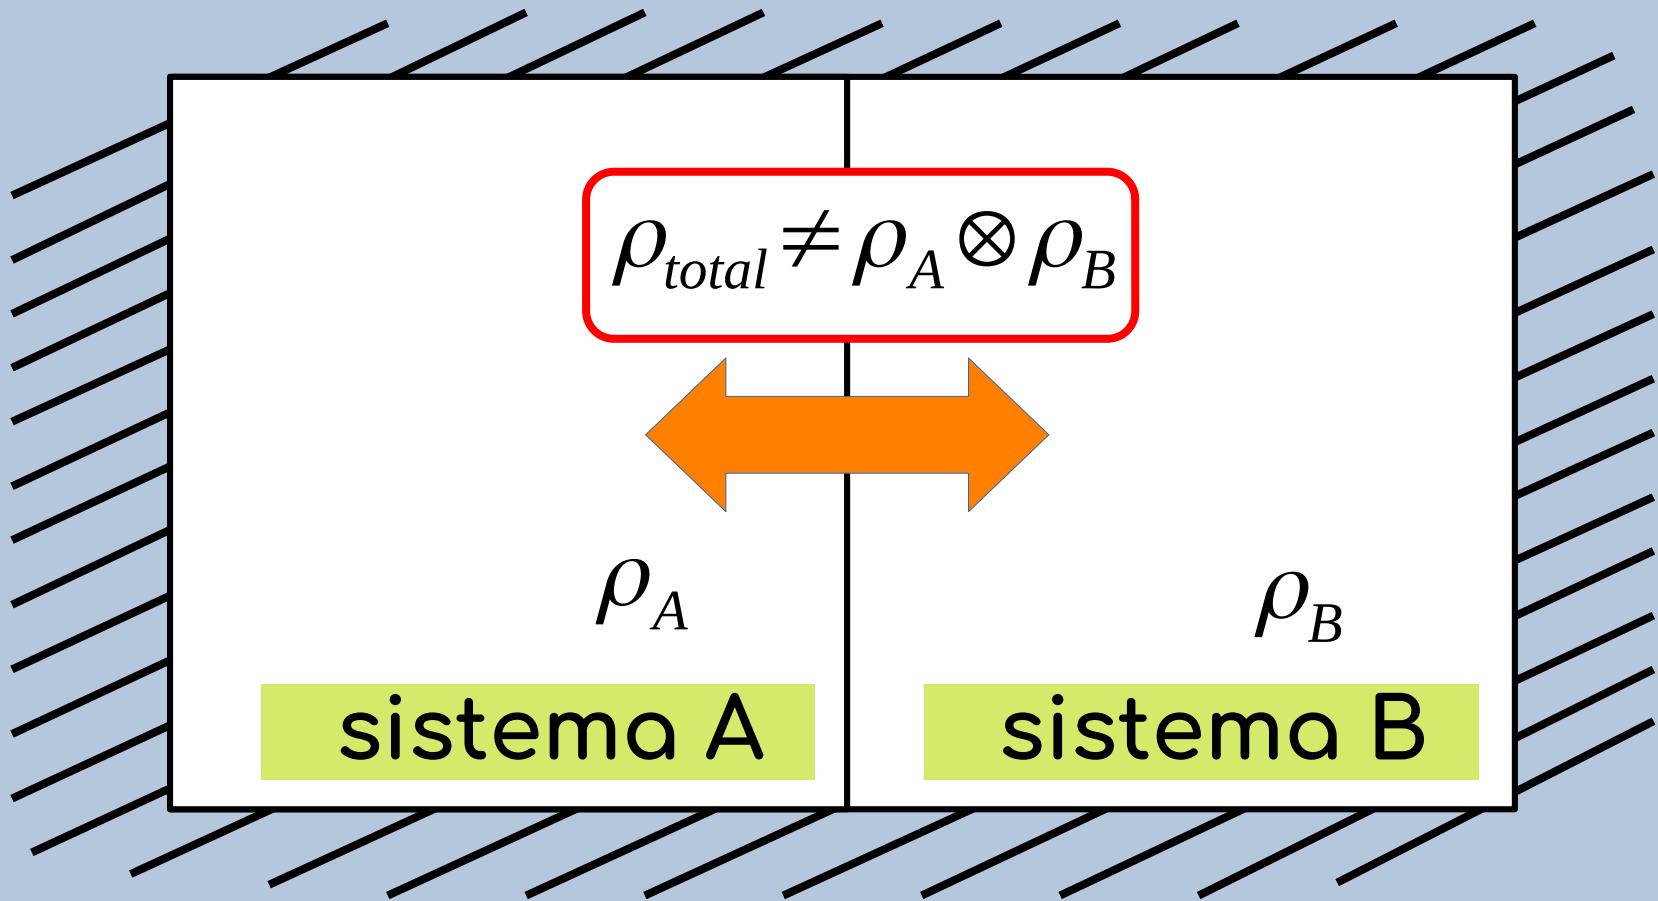 ρtotal≠ρA⊗ρB
ρA
ρB
sistema A
sistema B